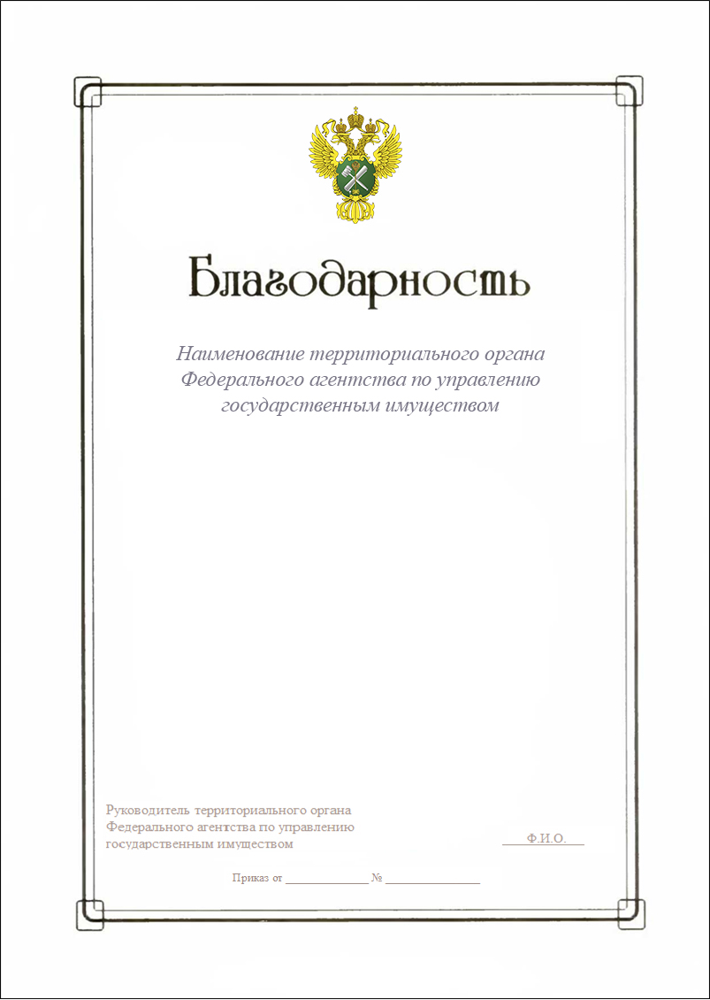 Благодарность
Наименование территориального органа
Федерального агентства по управлению
государственным имуществом
Руководитель территориального органа
Федерального агентства по управлению
государственным имуществом
Ф.И.О.
Приказ от _______________ № _________________